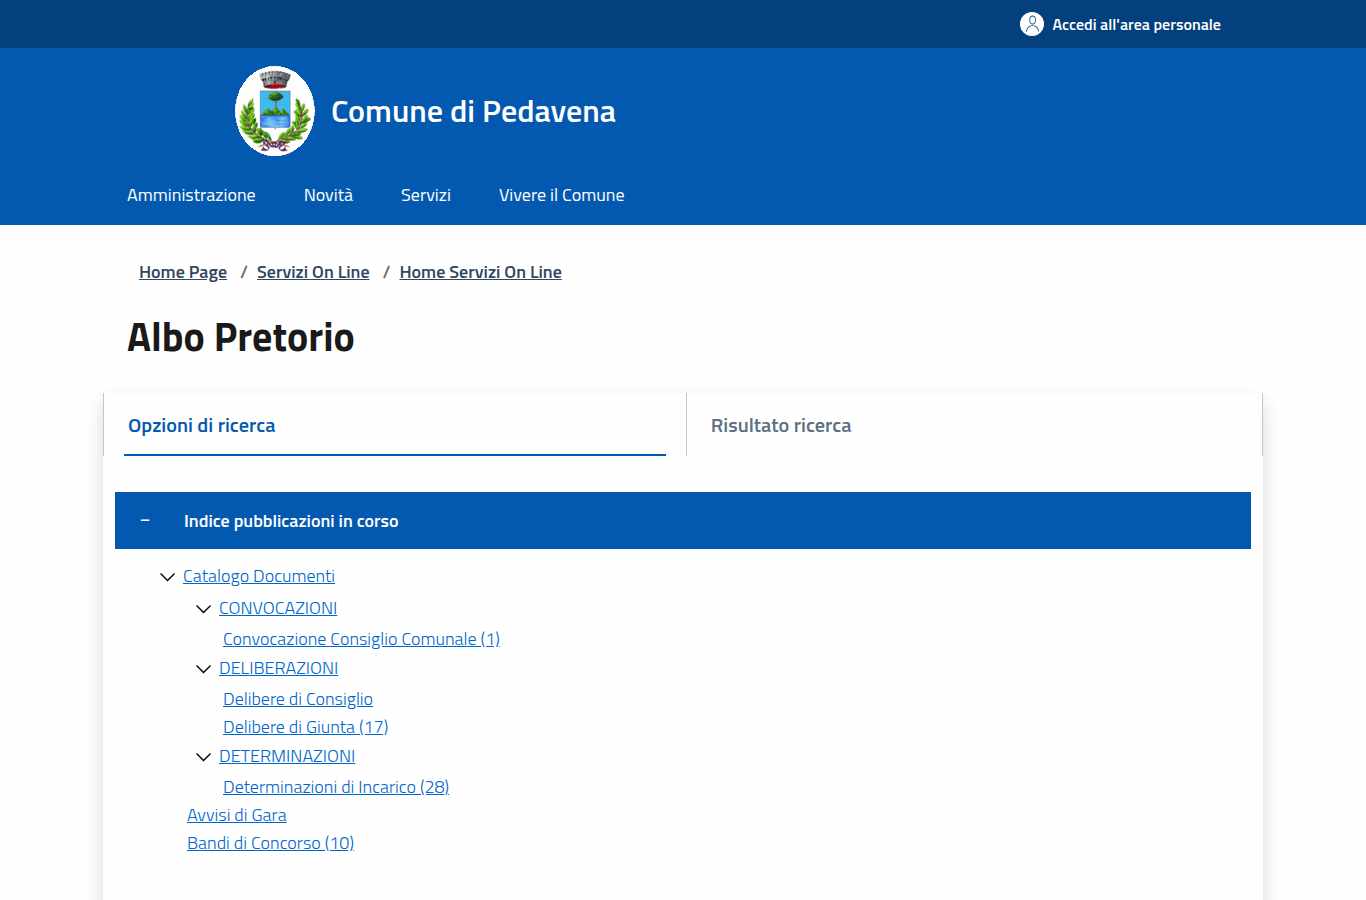 Accedi all'area personale
Comune di Pedavena
Amministrazione Novità Servizi Vivere il Comune
Home Page / Servizi On Line / Home Servizi On Line
Albo Pretorio
Opzioni di ricerca Risultato ricerca
− Indice pubblicazioni in corso
Catalogo Documenti
CONVOCAZIONI
Convocazione Consiglio Comunale (1)
DELIBERAZIONI
Delibere di Consiglio
Delibere di Giunta (17)
DETERMINAZIONI
Determinazioni di Incarico (28)
Avvisi di Gara
Bandi di Concorso (10)